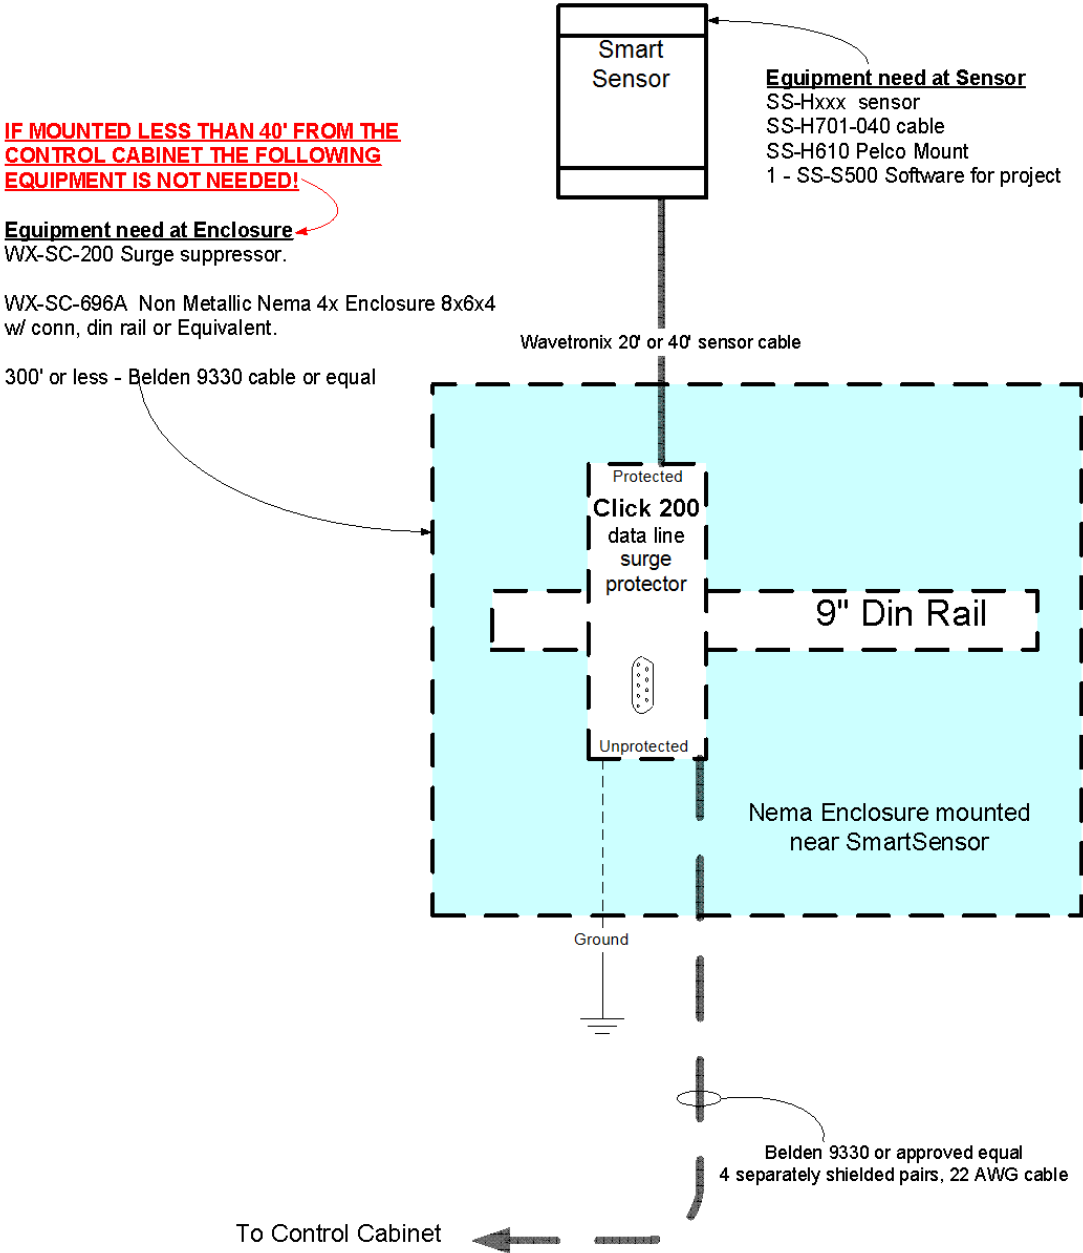 Smart
Sensor
Equipment need at Sensor
SS-Hxxx sensor
SS-H701-040 cable
SS-H610 Pelco Mount
1 - SS-S500 Software for project
IF MOUNTED LESS THAN 40' FROM THE
CONTROL CABINET THE FOLLOWING
EQUIPMENT IS NOT NEEDED!
Equipment need at Enclosure
WX-SC-200 Surge suppressor.
WX-SC-696A Non Metallic Nema 4x Enclosure 8x6x4
w/ conn, din rail or Equivalent.
300' or less - Belden 9330 cable or equal
Wavetronix 20' or 40' sensor cable
Protected
Click 200
data line
surge
protector
9" Din Rail
Unprotected
Nema Enclosure mounted
near SmartSensor
Ground
Belden 9330 or approved equal
4 separately shielded pairs, 22 AWG cable
To Control Cabinet